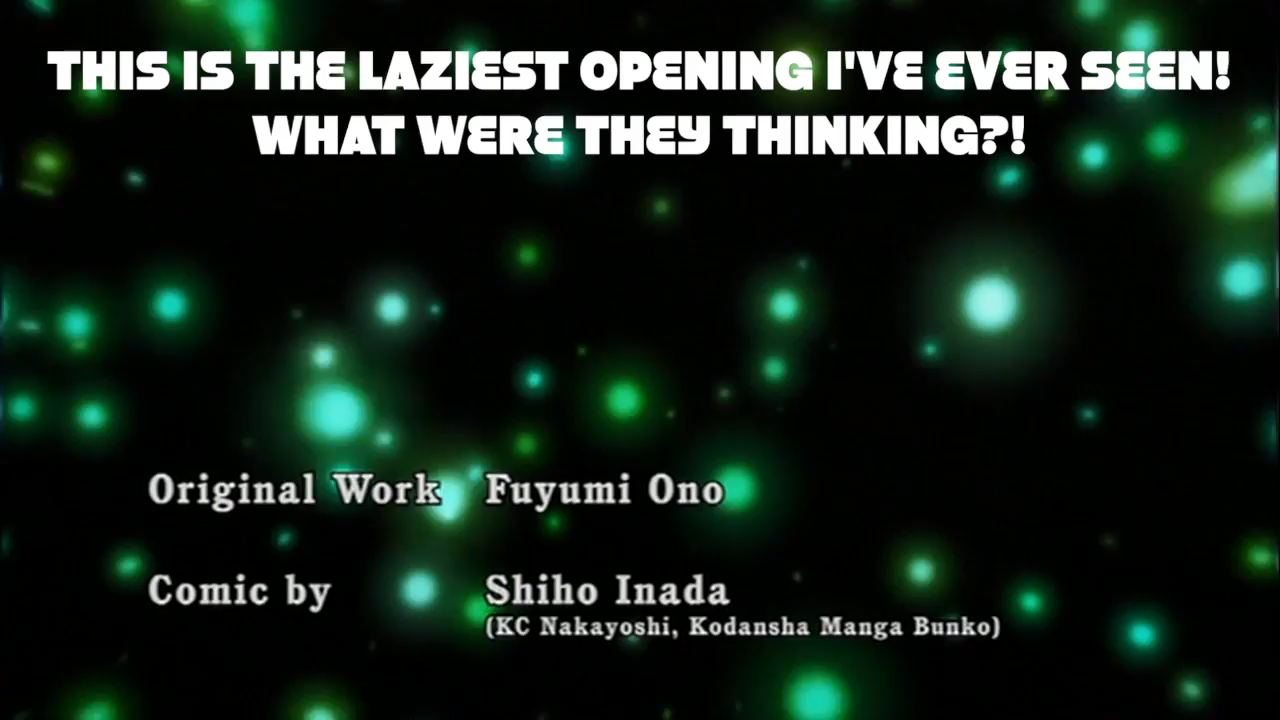 THIS IS THE LAZIEST OPENING I'VE EVER SEEN!
WHAT WERE THEY THINKING?!
Original Work Fuyumi Ono
Comic by Shiho Inada
(KC Nakayoshi, Kodansha Manga Bunko)